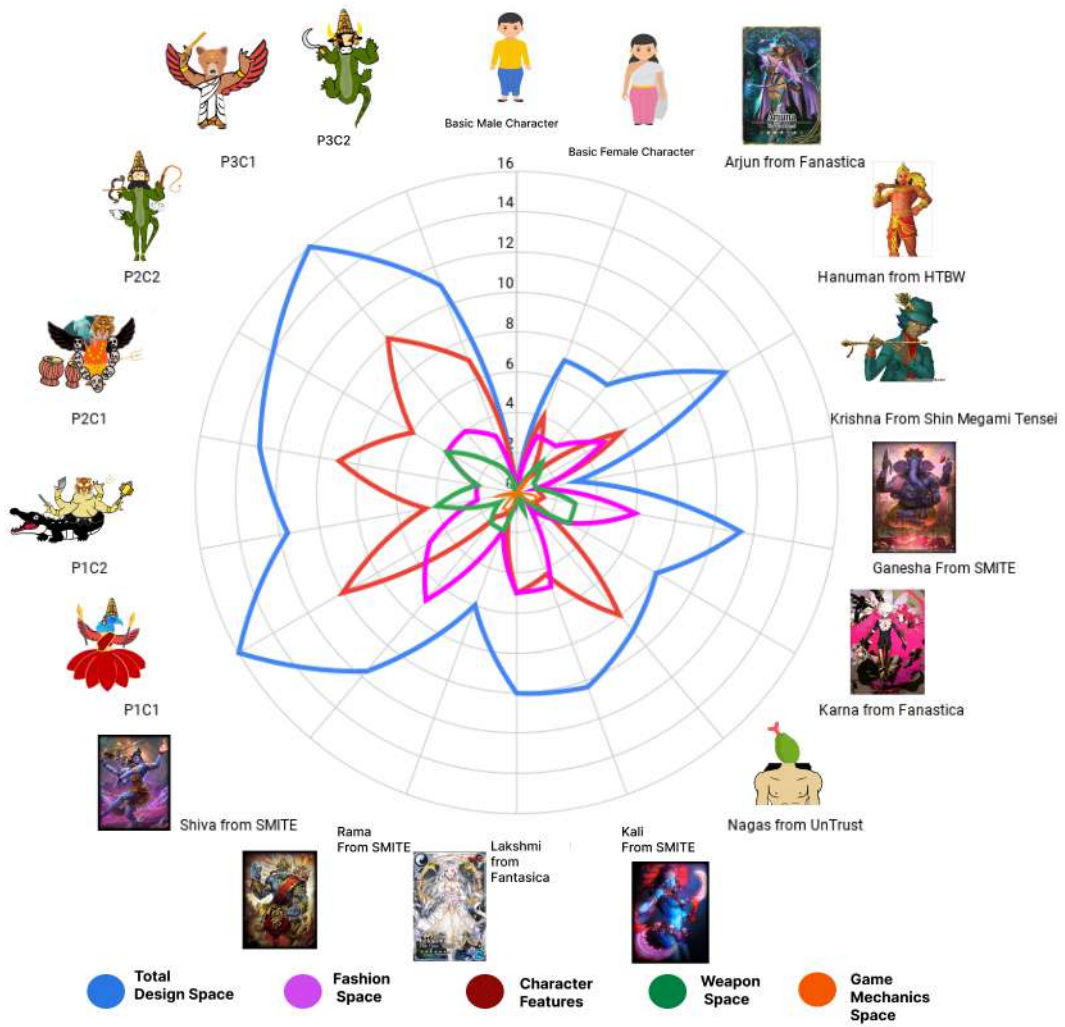 P3C1
P3C2
Basic Male Character
Basic Female Character
Arjun from Fanastica
16
14
12
10
8
6
4
2
Hanuman from HTBW
P2C2
Krishna From Shin Megami Tensei
P2C1
Ganesha From SMITE
P1C2
Karna from Fanastica
P1C1
Nagas from UnTrust
Shiva from SMITE
Rama
From SMITE
Lakshmi
from
Fantasica
Kali
From SMITE
Total
Design Space
Fashion
Space
Character
Features
Weapon
Space
Game
Mechanics
Space